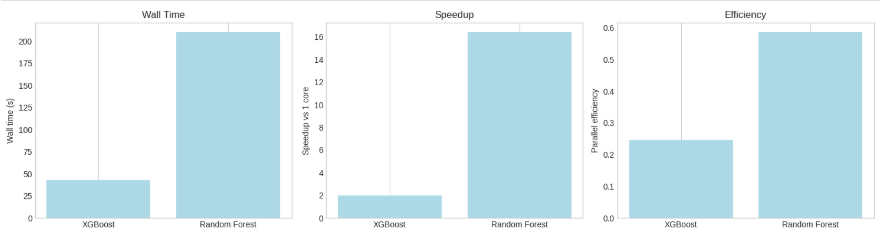 Wall Time
Wall time (s)
200
175
150
125
100
75
50
25
0
XGBoost
Random Forest
Speedup
Speedup vs 1 core
16
14
12
10
8
6
4
2
0
XGBoost
Random Forest
Efficiency
Parallel efficiency
0.6
0.5
0.4
0.3
0.2
0.1
0.0
XGBoost
Random Forest